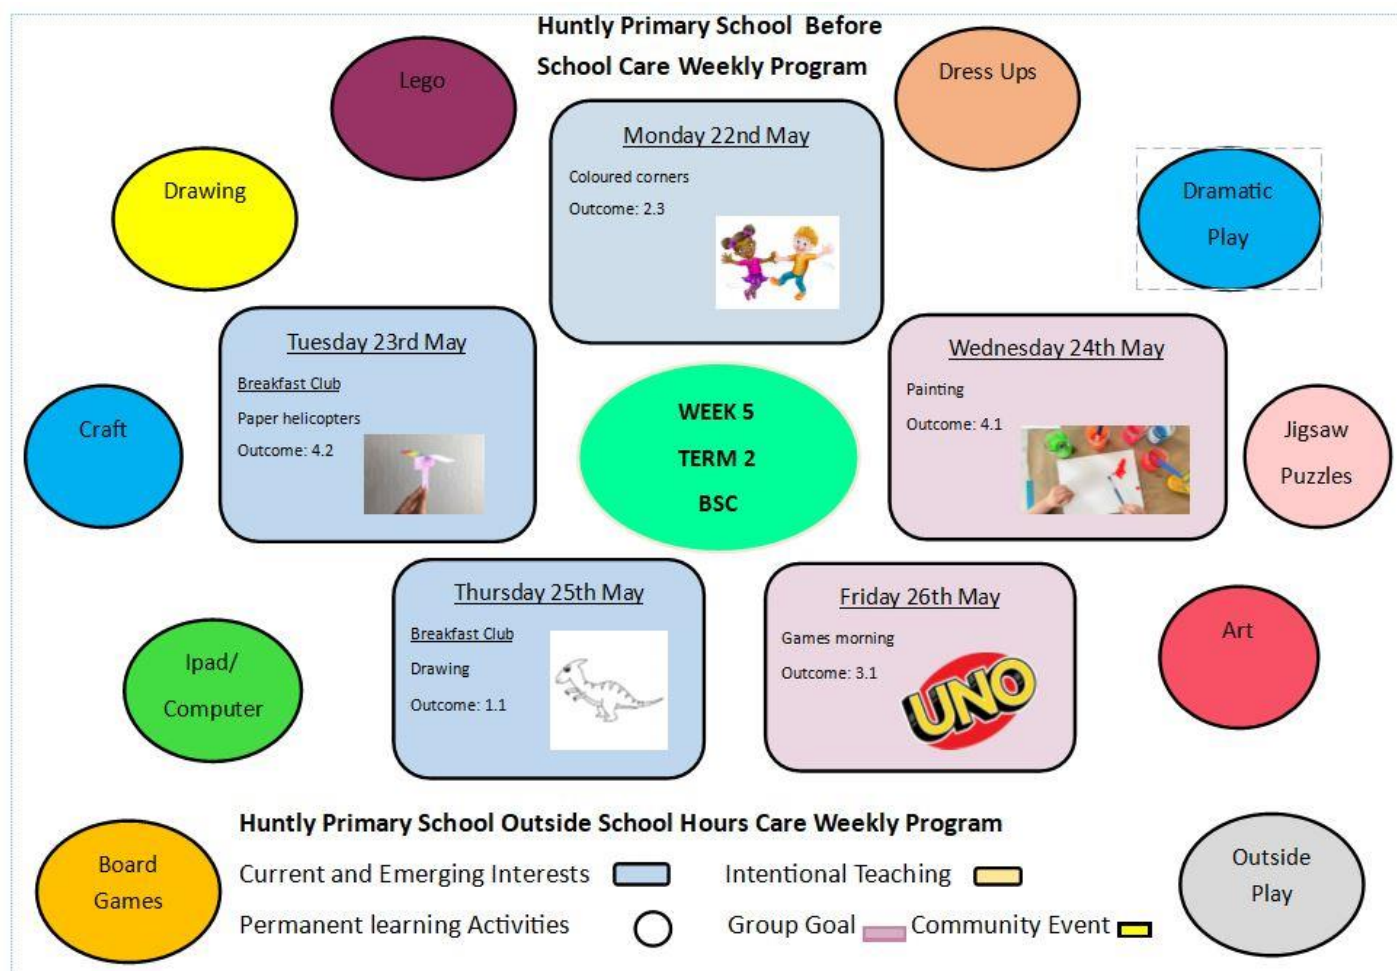 Huntly Primary School Before
School Care Weekly Program
Lego
Dress Ups
Drawing
Dramatic
Play
Monday 22nd May
Coloured corners
Outcome: 2.3
Tuesday 23rd May
Breakfast Club
Paper helicopters
Outcome: 4.2
WEEK 5
TERM 2
BSC
Wednesday 24th May
Painting
Outcome: 4.1
Craft
Jigsaw
Puzzles
Thursday 25th May
Breakfast Club
Drawing
Outcome: 1.1
Friday 26th May
Games morning
Outcome: 3.1
UNO
Ipad/
Computer
Art
Board
Games
Outside
Play
Huntly Primary School Outside School Hours Care Weekly Program
Current and Emerging Interests
Intentional Teaching
Permanent learning Activities
Group Goal
Community Event